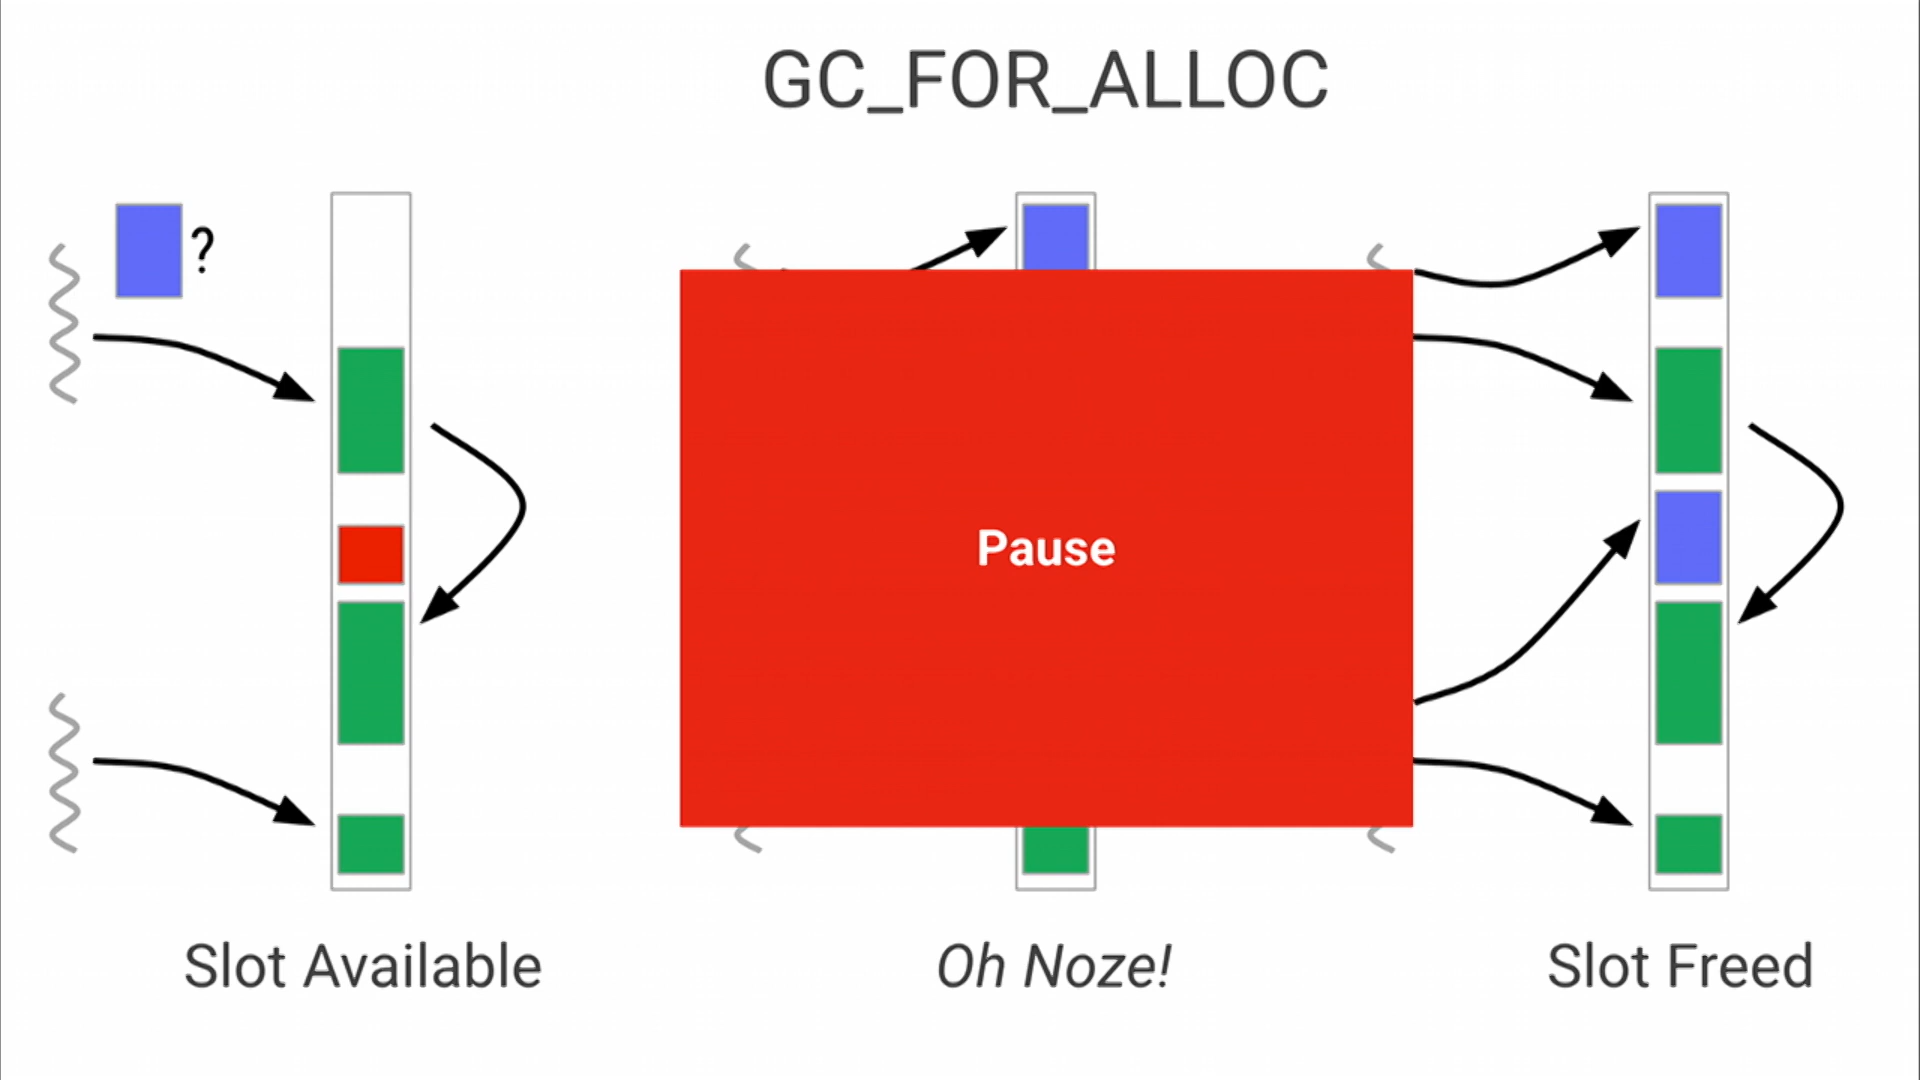 GC_FOR_ALLOC
?
Pause
Slot Available
Oh Noze!
Slot Freed